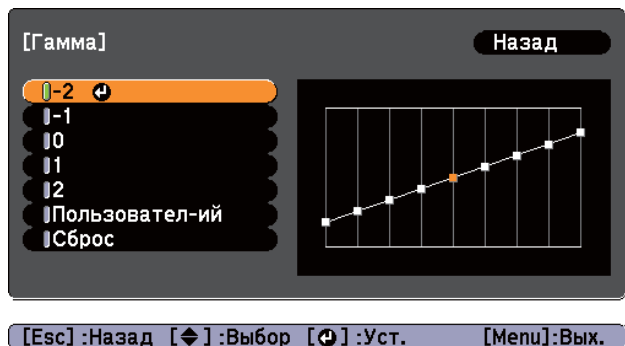 [Гамма]
Назад
-2
-1
0
1
2
Пользовател-ий
Сброс
[Esc] :Назад [◆] :Выбор [↵] :Уст. [Menu]:Вых.